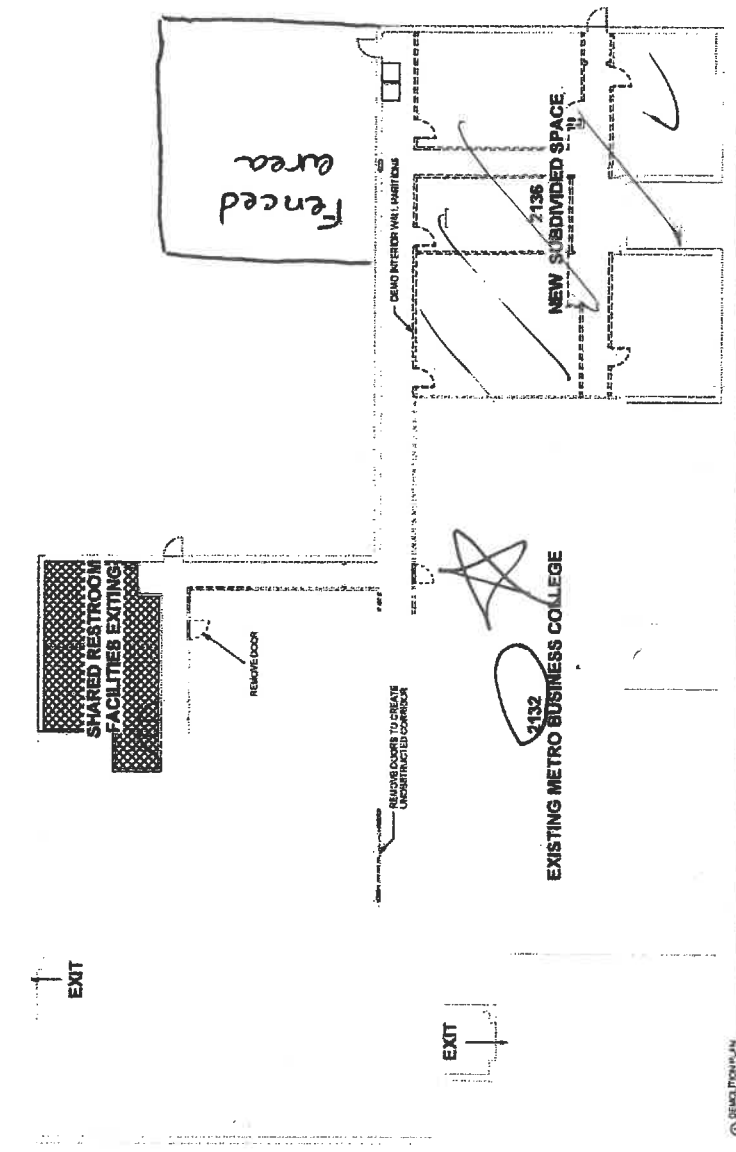 Fenced
area
DEMO INTERIOR WALL PARITIONS
2136
NEW SUBDIVIDED SPACE
SHARED RESTROOM
FACILITIES EXITING
REMOVE DOOR
REMOVE DOORS TO CREATE
UNOBSTRUCTED CORRIDOR
2132
EXISTING METRO BUSINESS COLLEGE
EXIT
EXIT
DEMOLITION PLAN